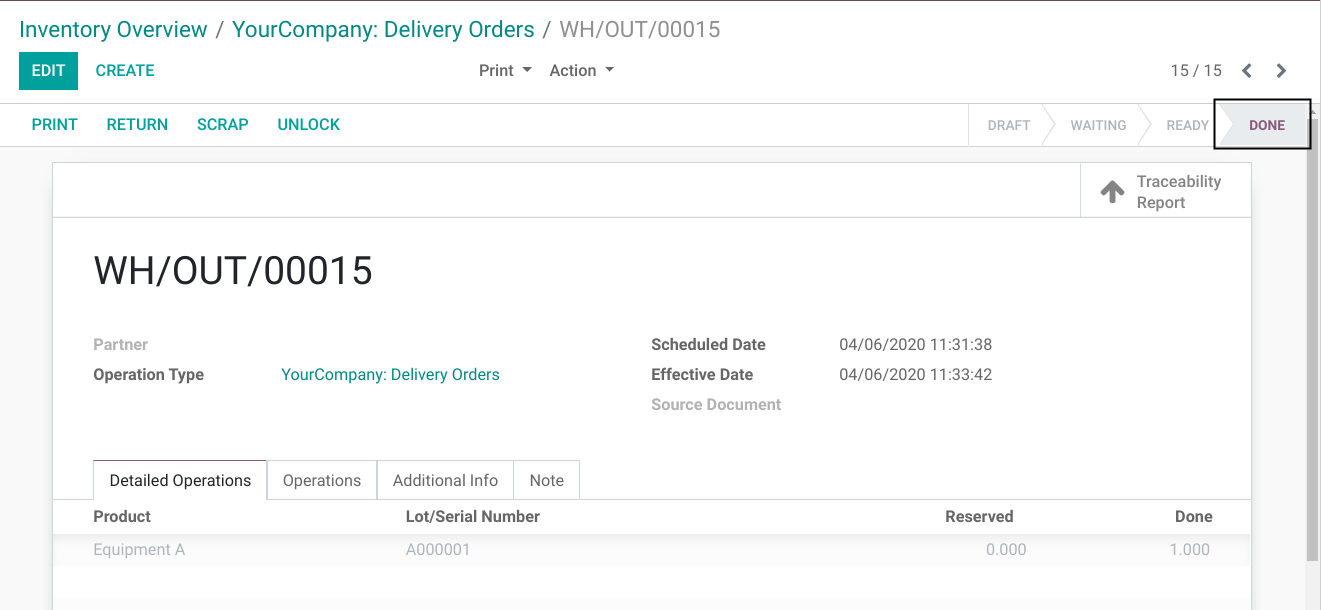 Inventory Overview / YourCompany: Delivery Orders / WH/OUT/00015
EDIT CREATE Print Action 15 / 15
PRINT RETURN SCRAP UNLOCK DRAFT WAITING READY DONE
Traceability
Report
WH/OUT/00015
Partner Scheduled Date 04/06/2020 11:31:38
Operation Type YourCompany: Delivery Orders Effective Date 04/06/2020 11:33:42
Source Document
Detailed Operations Operations Additional Info Note
Product Lot/Serial Number Reserved Done
Equipment A A000001 0.000 1.000